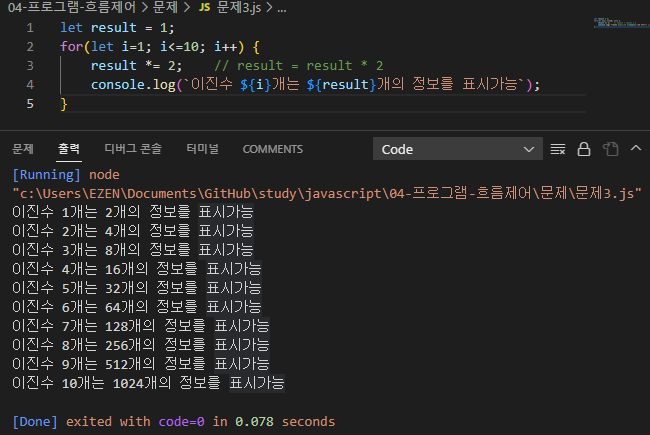 04-프로그램-흐름제어 > 문제 > JS 문제3.js > ...
1 let result = 1;
2 for(let i=1; i<=10; i++) {
3 result *= 2; // result = result * 2
4 console.log(`이진수 ${i}개는 ${result}개의 정보를 표시가능`);
5 }
문제 출력 디버그 콘솔 터미널 COMMENTS Code
[Running] node
"c:\Users\EZEN\Documents\GitHub\study\javascript\04-프로그램-흐름제어\문제\문제3.js"
이진수 1개는 2개의 정보를 표시가능
이진수 2개는 4개의 정보를 표시가능
이진수 3개는 8개의 정보를 표시가능
이진수 4개는 16개의 정보를 표시가능
이진수 5개는 32개의 정보를 표시가능
이진수 6개는 64개의 정보를 표시가능
이진수 7개는 128개의 정보를 표시가능
이진수 8개는 256개의 정보를 표시가능
이진수 9개는 512개의 정보를 표시가능
이진수 10개는 1024개의 정보를 표시가능
[Done] exited with code=0 in 0.078 seconds